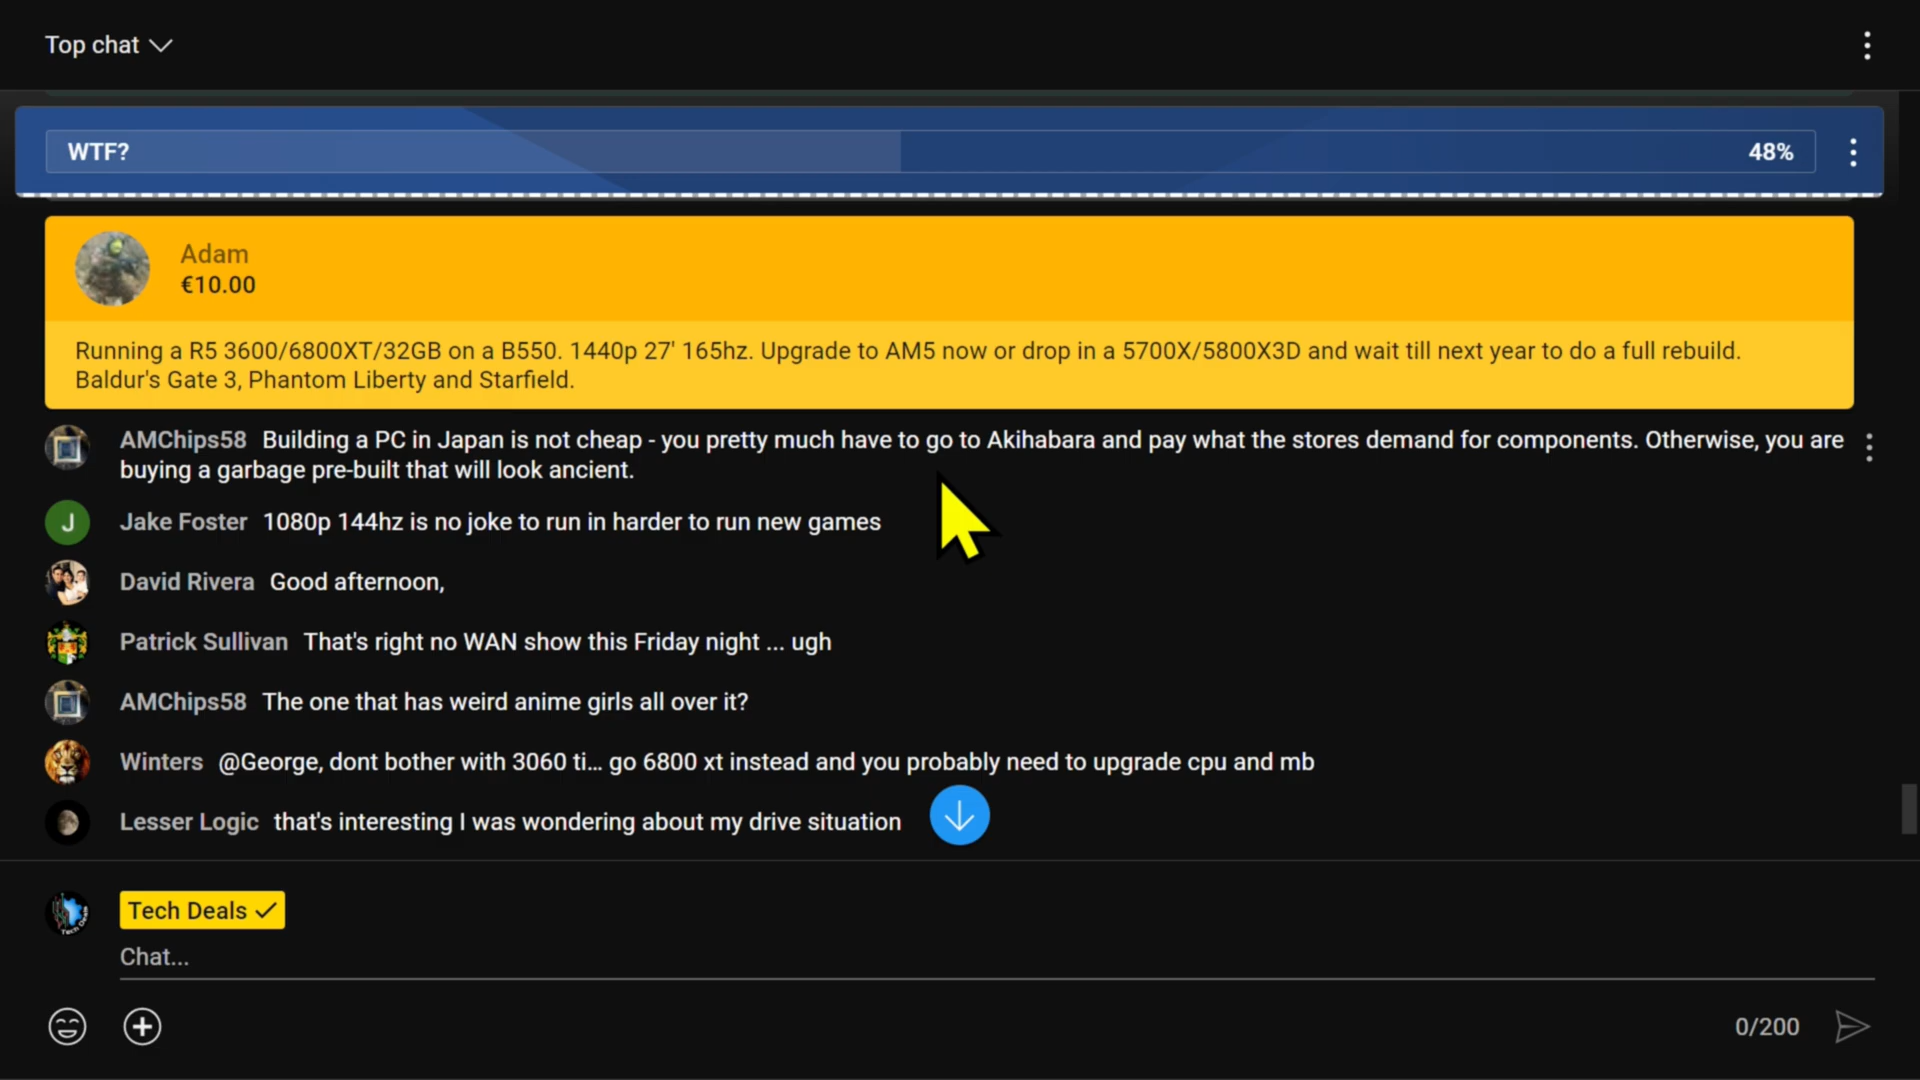 Top chat
WTF? 48%
Adam
€10.00
Running a R5 3600/6800XT/32GB on a B550. 1440p 27' 165hz. Upgrade to AM5 now or drop in a 5700X/5800X3D and wait till next year to do a full rebuild.
Baldur's Gate 3, Phantom Liberty and Starfield.
AMChips58 Building a PC in Japan is not cheap - you pretty much have to go to Akihabara and pay what the stores demand for components. Otherwise, you are
buying a garbage pre-built that will look ancient.
J Jake Foster 1080p 144hz is no joke to run in harder to run new games
David Rivera Good afternoon,
Patrick Sullivan That's right no WAN show this Friday night ... ugh
AMChips58 The one that has weird anime girls all over it?
Winters @George, dont bother with 3060 ti... go 6800 xt instead and you probably need to upgrade cpu and mb
Lesser Logic that's interesting I was wondering about my drive situation
Tech Deals
Chat...
0/200